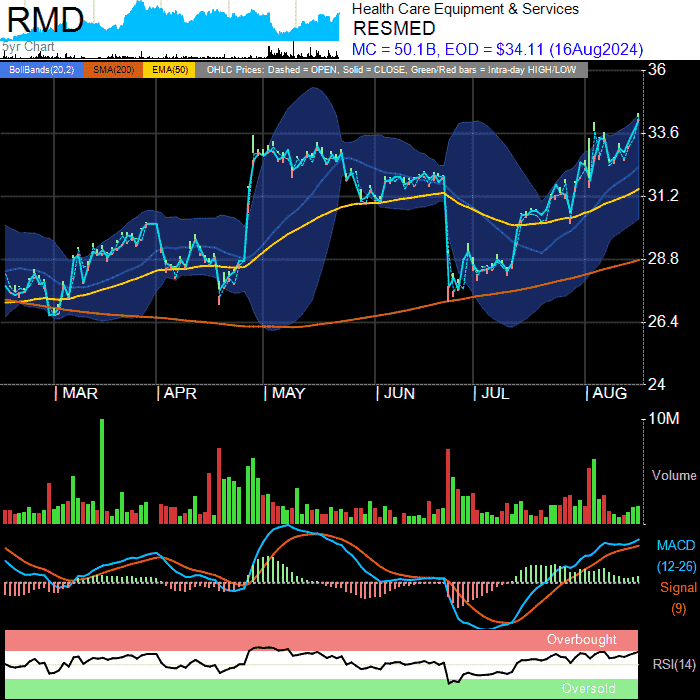 RMD
Health Care Equipment & Services
RESMED
5yr Chart
MC = 50.1B, EOD = $34.11 (16Aug2024)
BollBands(20,2) SMA(200) EMA(50) OHLC Prices: Dashed = OPEN, Solid = CLOSE, Green/Red bars = Intra-day HIGH/LOW
36
33.6
31.2
28.8
26.4
24
MAR APR MAY JUN JUL AUG
10M
Volume
MACD
(12-26)
Signal
(9)
Overbought
RSI(14)
Oversold